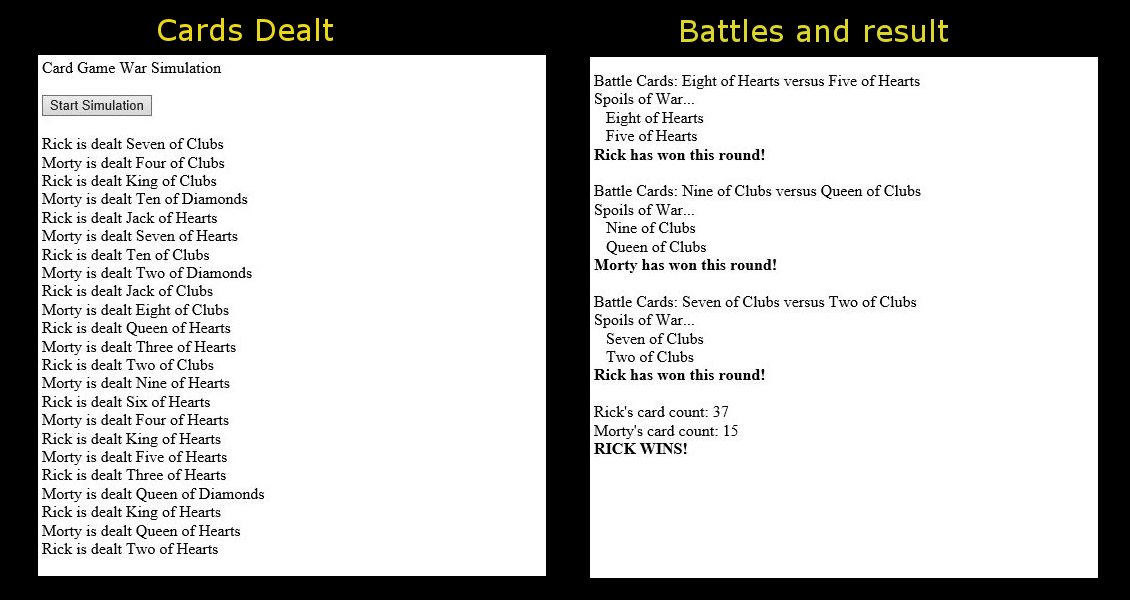 Cards Dealt
Card Game War Simulation
Start Simulation
Rick is dealt Seven of Clubs
Morty is dealt Four of Clubs
Rick is dealt King of Clubs
Morty is dealt Ten of Diamonds
Rick is dealt Jack of Hearts
Morty is dealt Seven of Hearts
Rick is dealt Ten of Clubs
Morty is dealt Two of Diamonds
Rick is dealt Jack of Clubs
Morty is dealt Eight of Clubs
Rick is dealt Queen of Hearts
Morty is dealt Three of Hearts
Rick is dealt Two of Clubs
Morty is dealt Nine of Hearts
Rick is dealt Six of Hearts
Morty is dealt Four of Hearts
Rick is dealt King of Hearts
Morty is dealt Five of Hearts
Rick is dealt Three of Hearts
Morty is dealt Queen of Diamonds
Rick is dealt King of Hearts
Morty is dealt Queen of Hearts
Rick is dealt Two of Hearts
Battles and result
Battle Cards: Eight of Hearts versus Five of Hearts
Spoils of War...
Eight of Hearts
Five of Hearts
Rick has won this round!
Battle Cards: Nine of Clubs versus Queen of Clubs
Spoils of War...
Nine of Clubs
Queen of Clubs
Morty has won this round!
Battle Cards: Seven of Clubs versus Two of Clubs
Spoils of War...
Seven of Clubs
Two of Clubs
Rick has won this round!
Rick's card count: 37
Morty's card count: 15
RICK WINS!